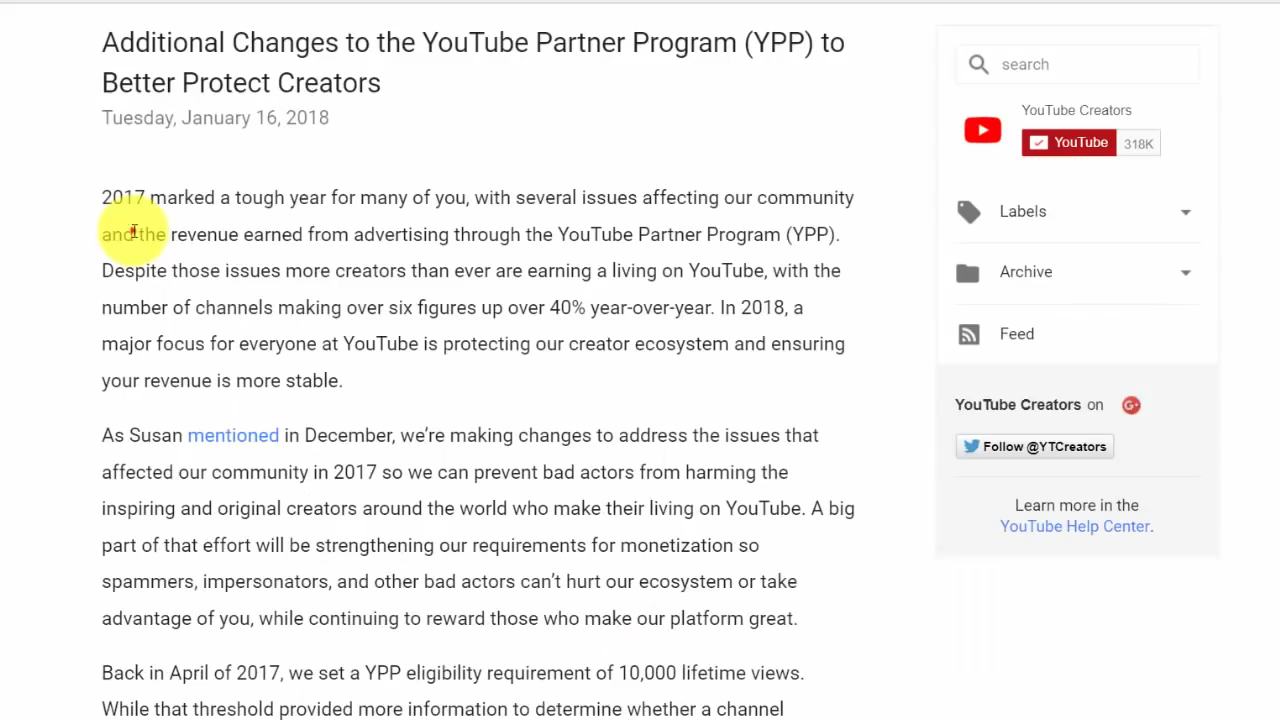 Additional Changes to the YouTube Partner Program (YPP) to
Better Protect Creators
Tuesday, January 16, 2018
2017 marked a tough year for many of you, with several issues affecting our community
and the revenue earned from advertising through the YouTube Partner Program (YPP).
Despite those issues more creators than ever are earning a living on YouTube, with the
number of channels making over six figures up over 40% year-over-year. In 2018, a
major focus for everyone at YouTube is protecting our creator ecosystem and ensuring
your revenue is more stable.
As Susan mentioned in December, we’re making changes to address the issues that
affected our community in 2017 so we can prevent bad actors from harming the
inspiring and original creators around the world who make their living on YouTube. A big
part of that effort will be strengthening our requirements for monetization so
spammers, impersonators, and other bad actors can’t hurt our ecosystem or take
advantage of you, while continuing to reward those who make our platform great.
Back in April of 2017, we set a YPP eligibility requirement of 10,000 lifetime views.
While that threshold provided more information to determine whether a channel
search
YouTube Creators
YouTube 318K
Labels
Archive
Feed
YouTube Creators on G+
Follow @YTCreators
Learn more in the
YouTube Help Center.